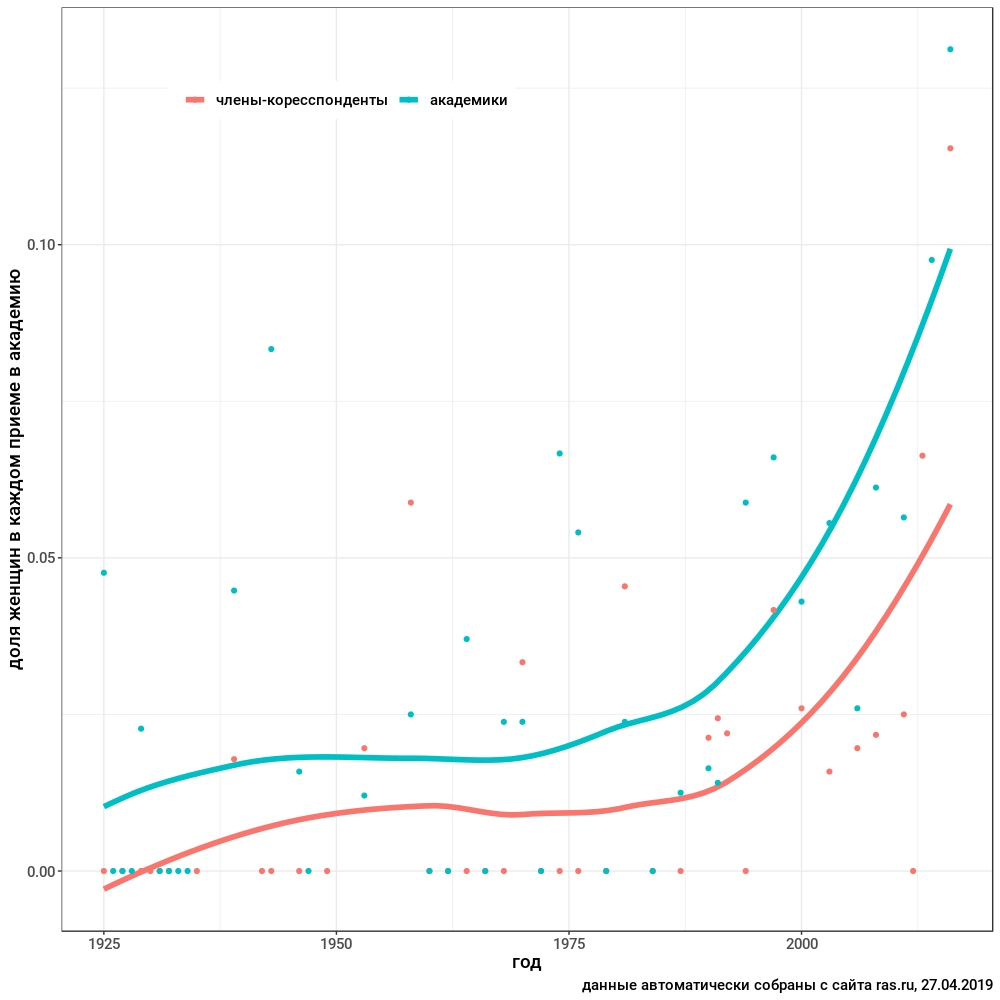 члены-коресспонденты академики
доля женщин в каждом приеме в академию
0.10
0.05
0.00
1925 1950 1975 2000
год
данные автоматически собраны с сайта ras.ru, 27.04.2019